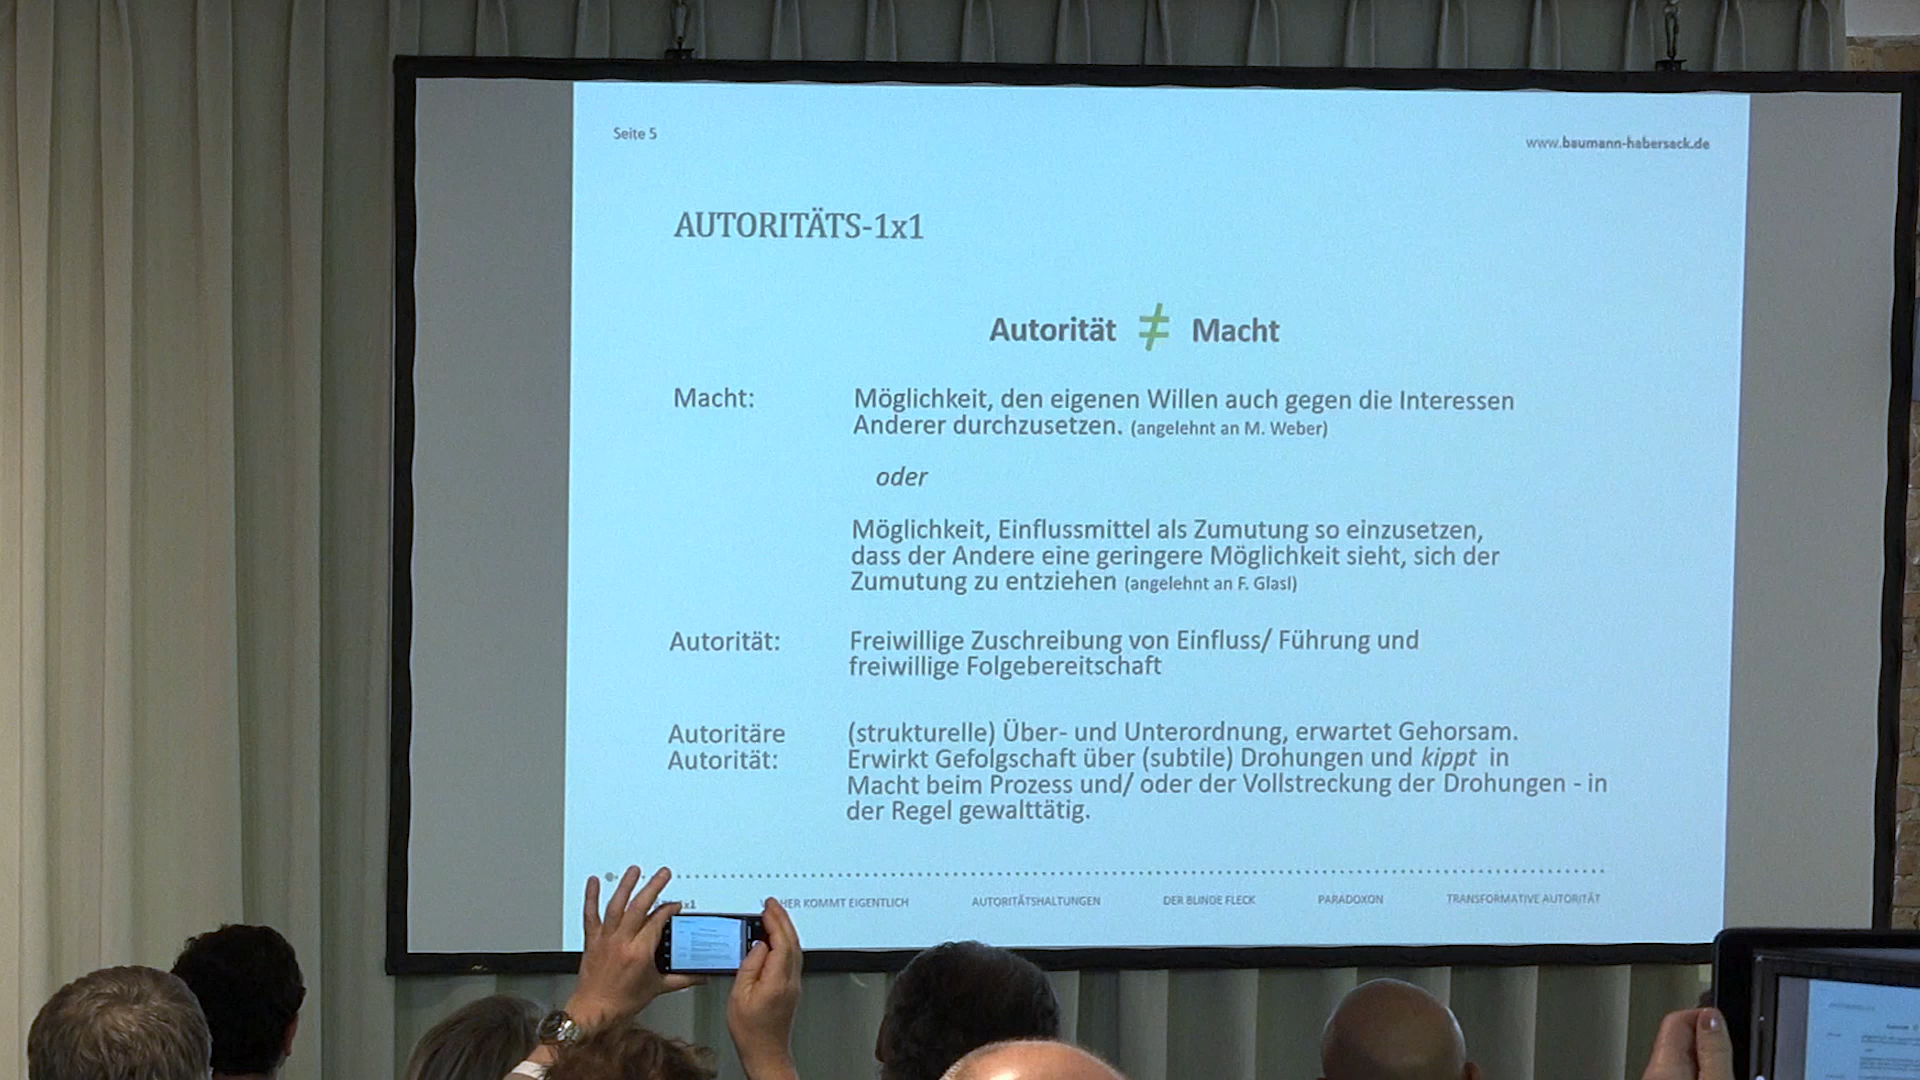 Seite 5
www.baumann-habersack.de
AUTORITÄTS-1x1
Autorität ≠ Macht
Macht: Möglichkeit, den eigenen Willen auch gegen die Interessen
Anderer durchzusetzen. (angelehnt an M. Weber)
oder
Möglichkeit, Einflussmittel als Zumutung so einzusetzen,
dass der Andere eine geringere Möglichkeit sieht, sich der
Zumutung zu entziehen (angelehnt an F. Glasl)
Autorität: Freiwillige Zuschreibung von Einfluss/ Führung und
freiwillige Folgebereitschaft
Autoritäre (strukturelle) Über- und Unterordnung, erwartet Gehorsam.
Autorität: Erwirkt Gefolgschaft über (subtile) Drohungen und kippt in
Macht beim Prozess und/ oder der Vollstreckung der Drohungen - in
der Regel gewalttätig.
KOMMT EIGENTLICH AUTORITÄTSHALTUNGEN DER BLINDE FLECK PARADOXON TRANSFORMATIVE AUTORITÄT